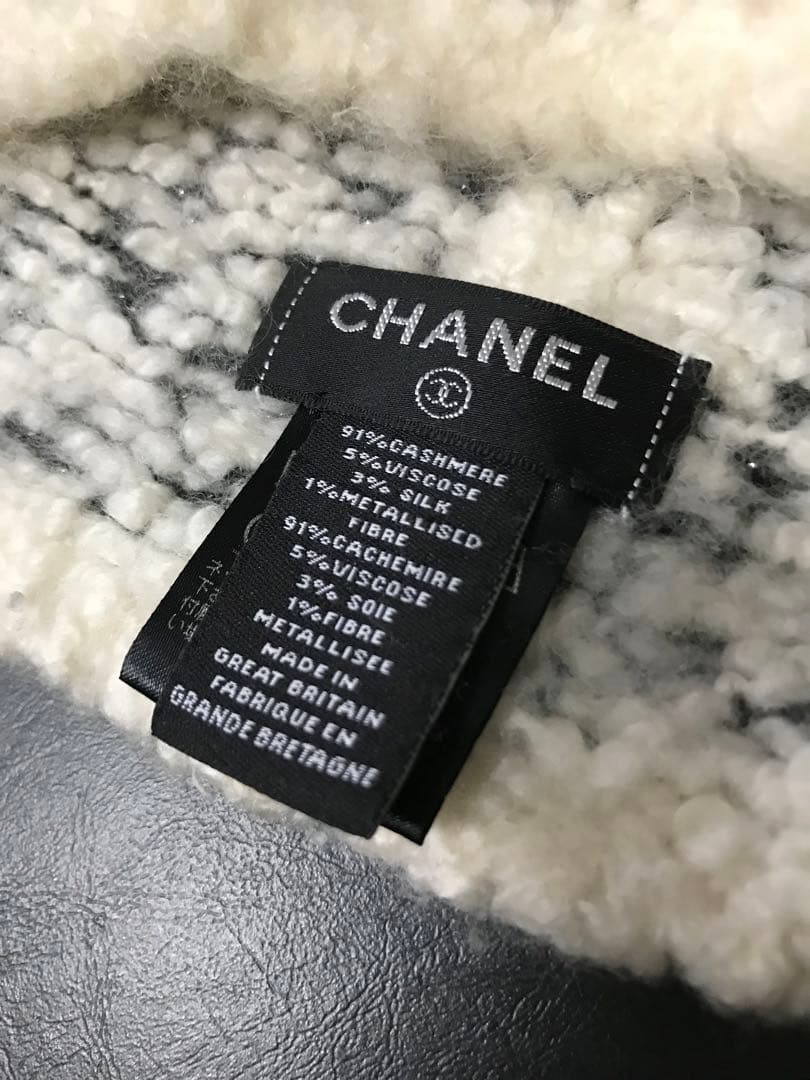 CHANEL
91%CASHMERE
5%VISCOSE
3% SILK
1%METALLISED
FIBRE
91%CACHEMIRE
5%VISCOSE
3% SOIE
1%FIBRE
METALLISEE
MADE IN
GREAT BRITAIN
FABRIQUE EN
GRANDE BRETAGNE